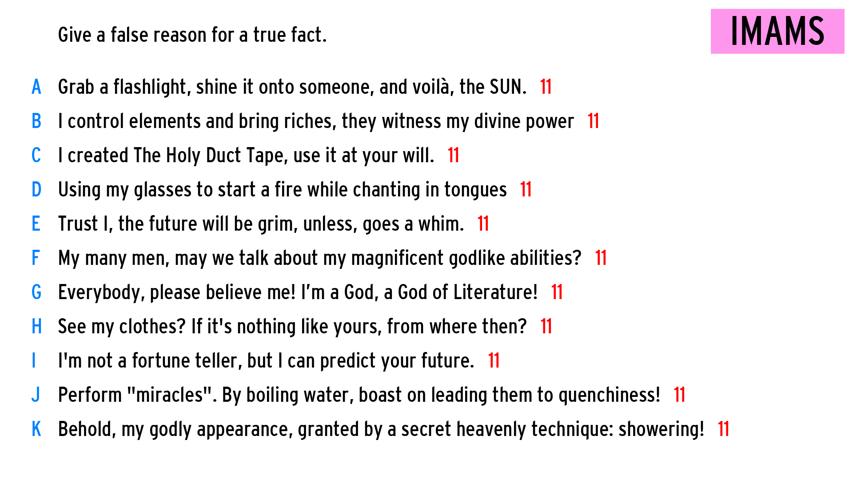 Give a false reason for a true fact.
IMAMS
A Grab a flashlight, shine it onto someone, and voilà, the SUN. 11
B I control elements and bring riches, they witness my divine power 11
C I created The Holy Duct Tape, use it at your will. 11
D Using my glasses to start a fire while chanting in tongues 11
E Trust I, the future will be grim, unless, goes a whim. 11
F My many men, may we talk about my magnificent godlike abilities? 11
G Everybody, please believe me! I’m a God, a God of Literature! 11
H See my clothes? If it's nothing like yours, from where then? 11
I I'm not a fortune teller, but I can predict your future. 11
J Perform "miracles". By boiling water, boast on leading them to quenchiness! 11
K Behold, my godly appearance, granted by a secret heavenly technique: showering! 11